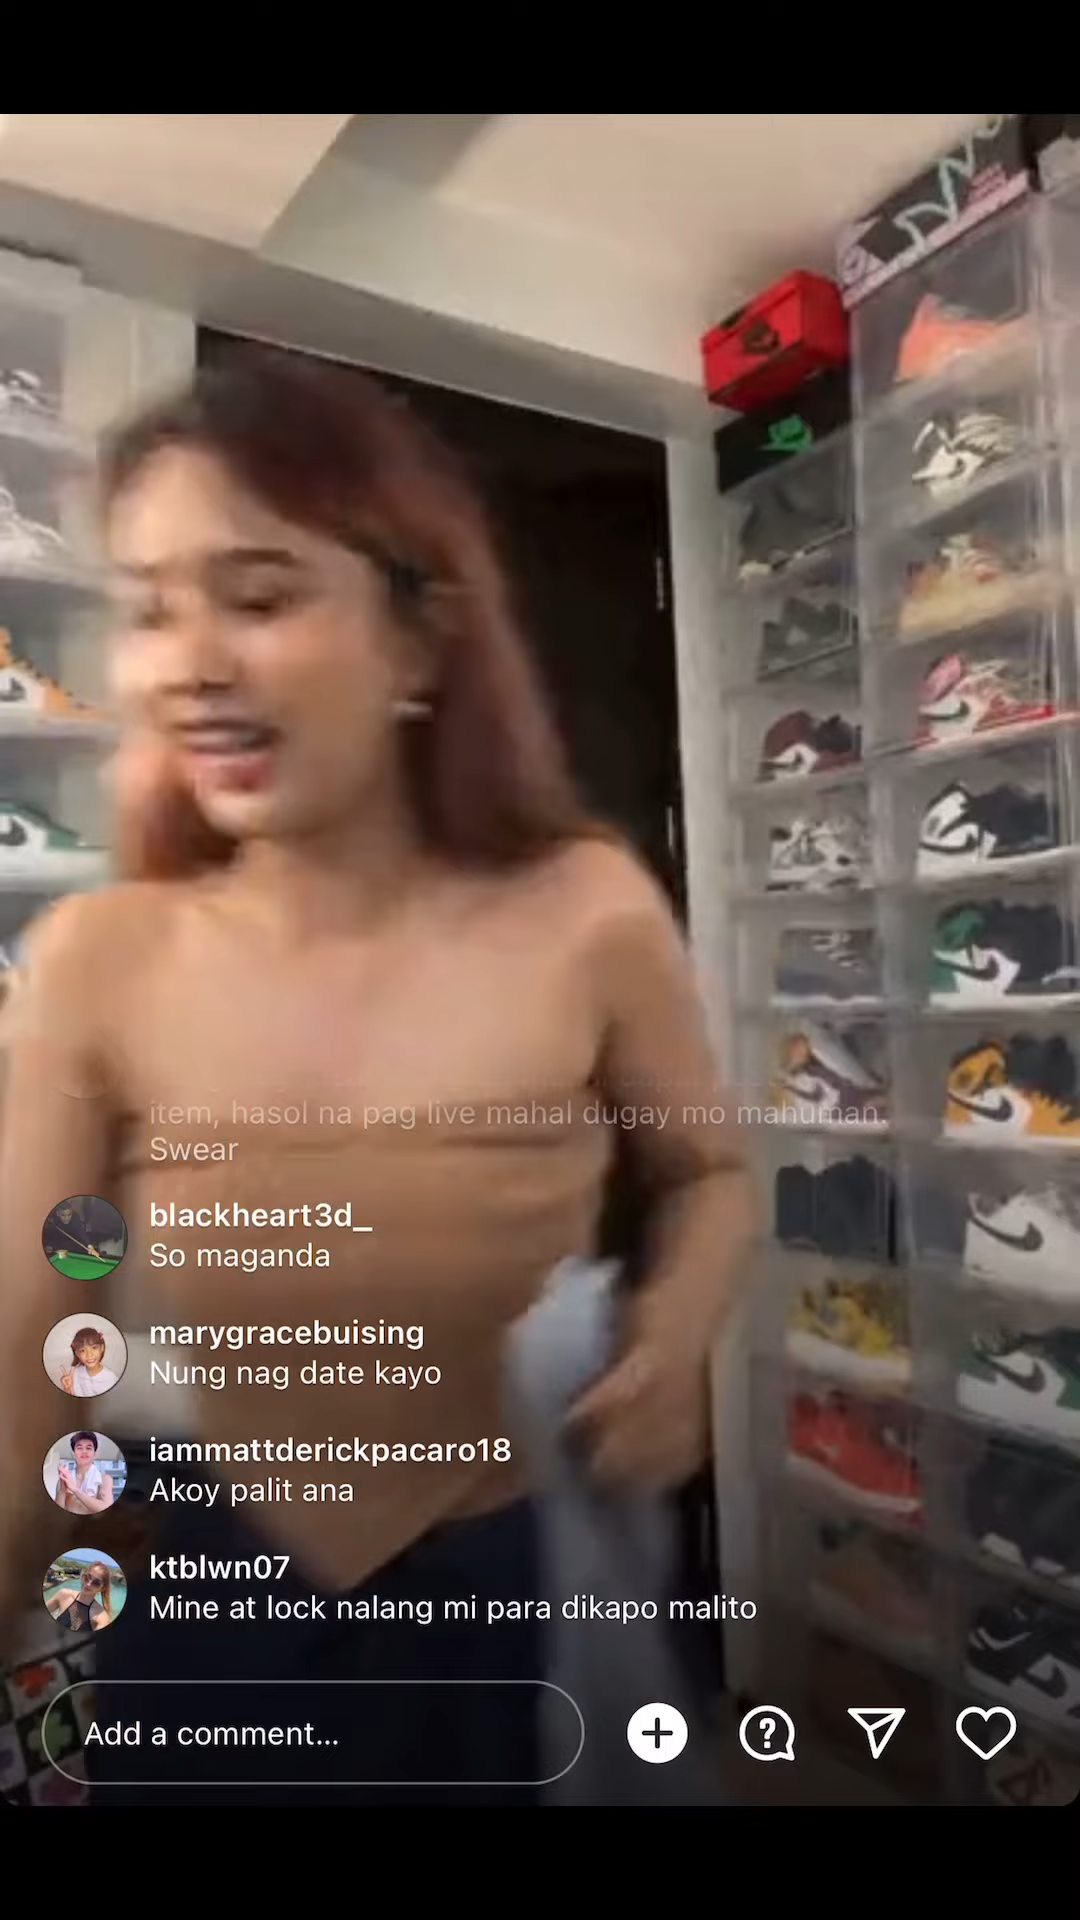 item, hasol na pag live mahal dugay mo mahuman.
Swear
blackheart3d_
So maganda
marygracebuising
Nung nag date kayo
iammattderickpacaro18
Akoy palit ana
ktblwn07
Mine at lock nalang mi para dikapo malito
Add a comment...